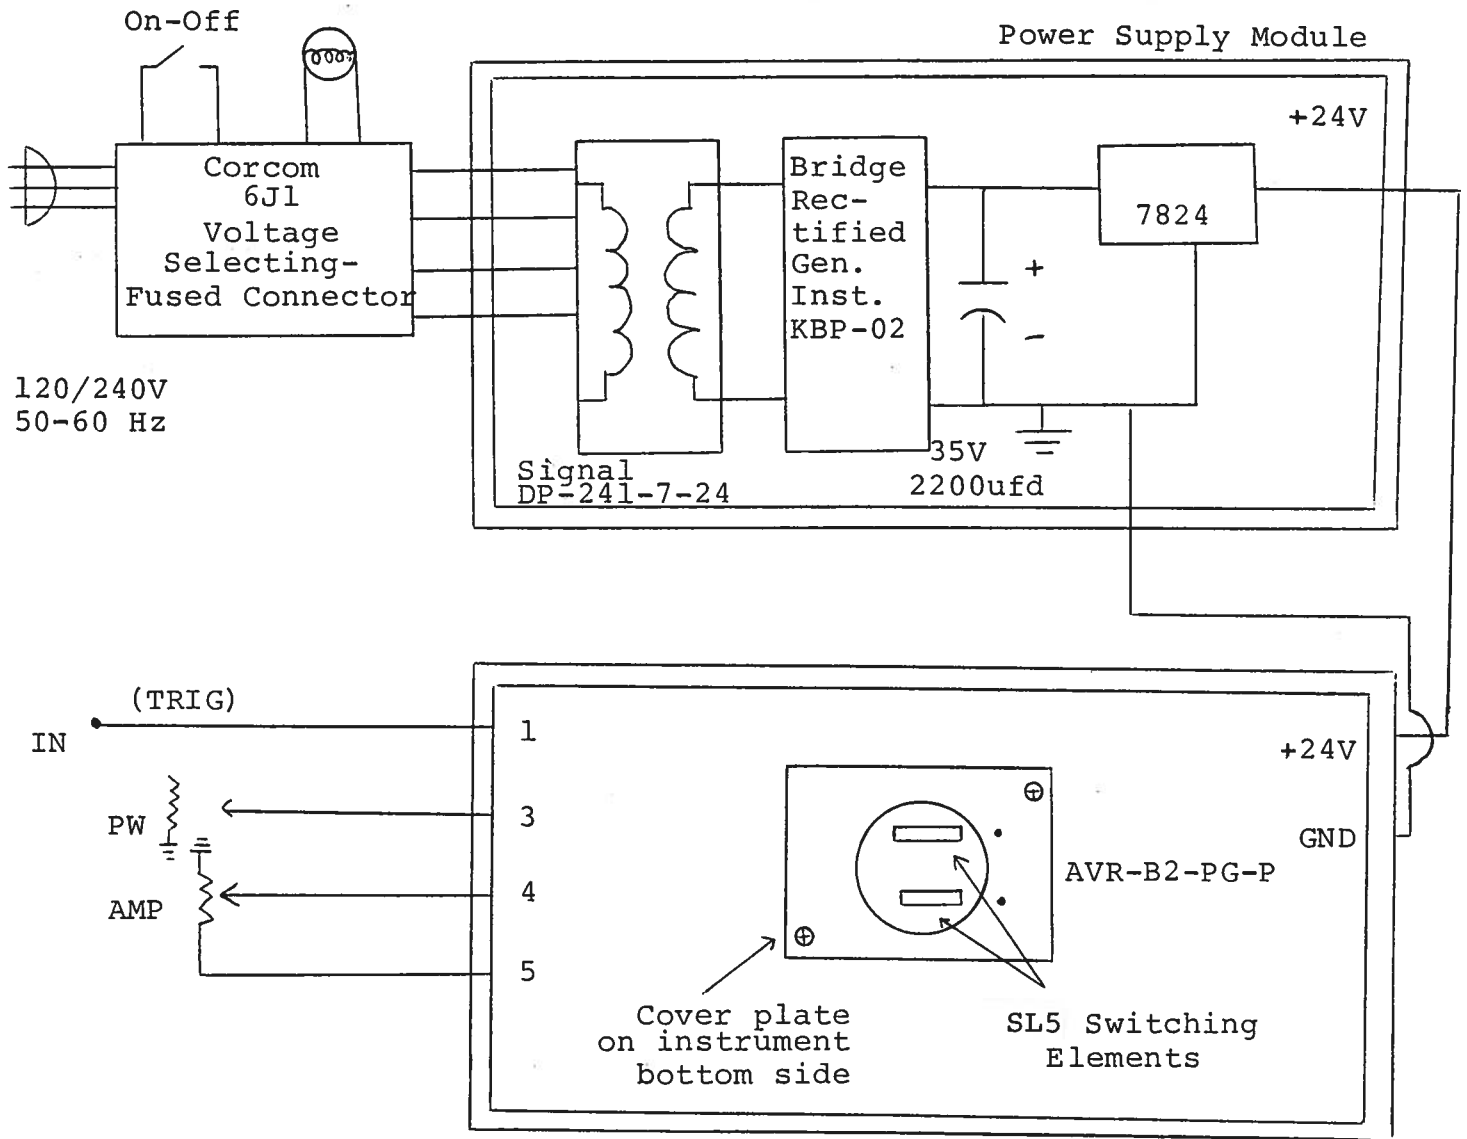 On-Off
Power Supply Module
+24V
Corcom
6J1
Voltage
Selecting-
Fused Connector
Bridge
Rec-
tified
Gen.
Inst.
KBP-02
7824
+
-
120/240V
50-60 Hz
Signal
DP-241-7-24
35V
2200ufd
(TRIG)
IN
1
+24V
PW
3
GND
AVR-B2-PG-P
AMP
4
5
Cover plate
on instrument
bottom side
SL5 Switching
Elements